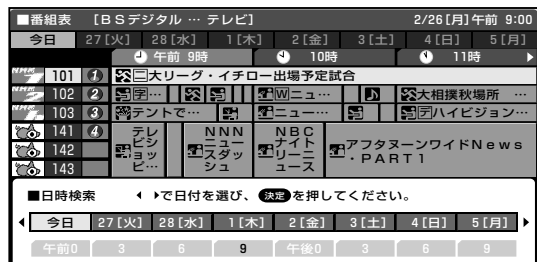 ■番組表 [BSデジタル … テレビ] 2/26[月]午前 9:00
今日 27[火] 28[水] 1[木] 2[金] 3[土] 4[日] 5[月]
午前 9時 10時 11時
101 1 大リーグ・イチロー出場予定試合
102 2 字… Wニュ… 大相撲秋場所 …
103 3 テントで… ニュー… ハイビジョン…
141 4
142
143
テレビショッピ…
NNNニュースダッシュ
NBCナイトリーニュース
アフタヌーンワイドNews・PART1
■日時検索 で日付を選び、決定を押してください。
今日 27[火] 28[水] 1[木] 2[金] 3[土] 4[日] 5[月]
午前0 3 6 9 午後0 3 6 9